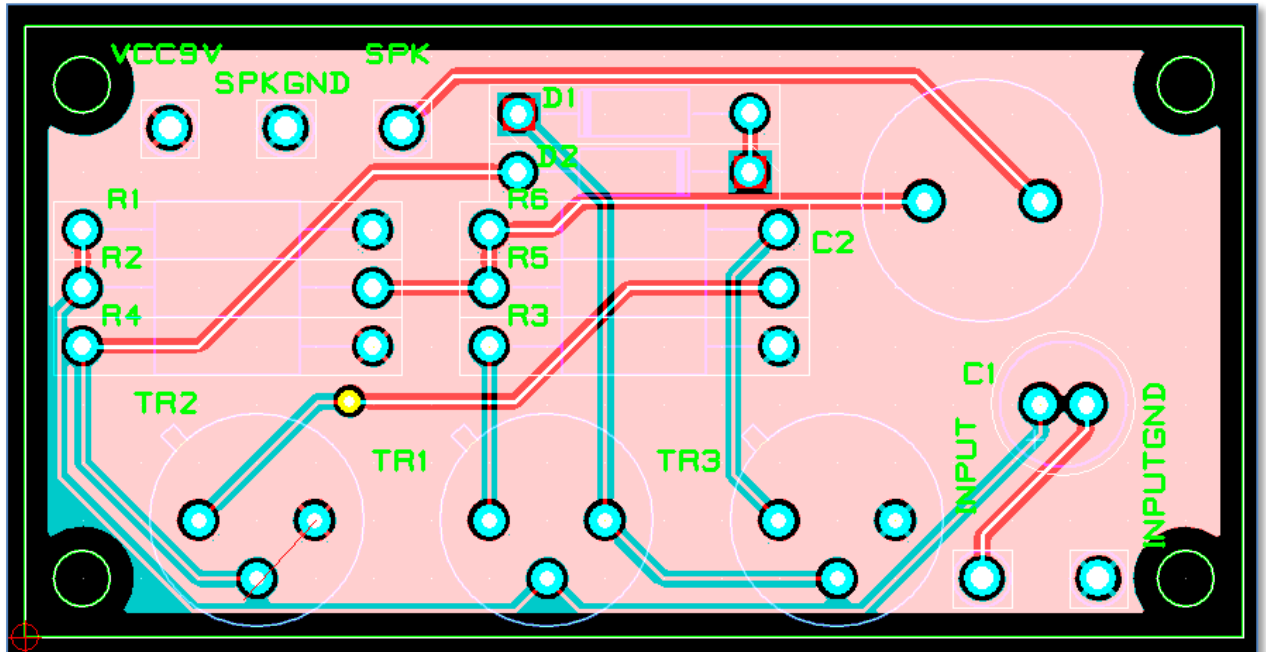 VCC9V
SPK
SPKGND
D1
D2
R1
R6
R2
R5
C2
R4
R3
C1
TR2
TR1
TR3
INPUT
INPUTGND